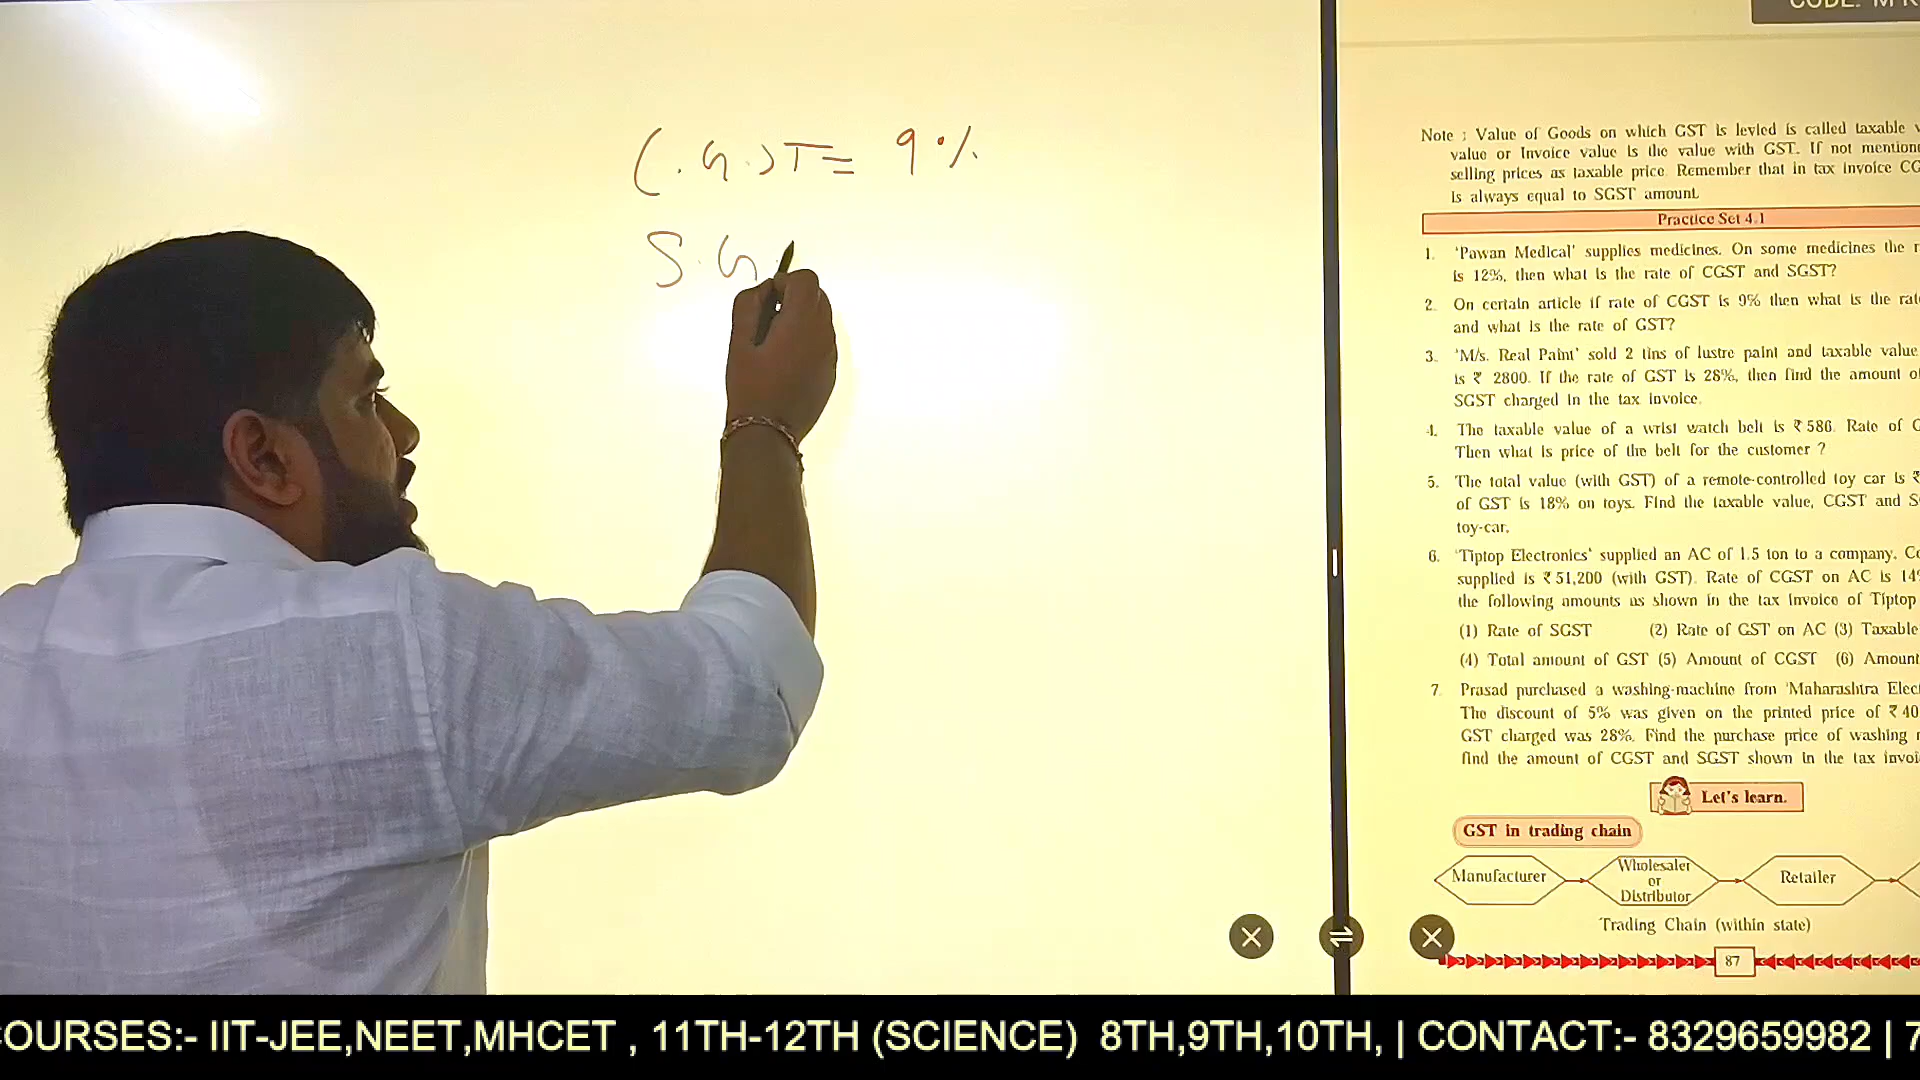 CODE: M
C.G.ST= 9%
S.G.
Note : Value of Goods on which GST is levied is called taxable
value or Invoice value is the value with GST. If not mention
selling prices as taxable price. Remember that in tax invoice CG
is always equal to SGST amount.
Practice Set 4.1
1. 'Pawan Medical' supplies medicines. On some medicines the r
is 12%, then what is the rate of CGST and SGST?
2. On certain article if rate of CGST is 9% then what is the rat
and what is the rate of GST?
3. 'M/s. Real Paint' sold 2 tins of lustre paint and taxable value
is ₹ 2800. If the rate of GST is 28%, then find the amount o
SGST charged in the tax invoice.
4. The taxable value of a wrist watch belt is ₹ 586. Rate of G
Then what is price of the belt for the customer ?
5. The total value (with GST) of a remote-controlled toy car is ₹
of GST is 18% on toys. Find the taxable value, CGST and S
toy-car.
6. 'Tiptop Electronics' supplied an AC of 1.5 ton to a company. Co
supplied is ₹ 51,200 (with GST). Rate of CGST on AC is 14%
the following amounts as shown in the tax invoice of Tiptop
(1) Rate of SGST (2) Rate of GST on AC (3) Taxable
(4) Total amount of GST (5) Amount of CGST (6) Amount
7. Prasad purchased a washing-machine from 'Maharashtra Elec
The discount of 5% was given on the printed price of ₹ 40
GST charged was 28%. Find the purchase price of washing
find the amount of CGST and SGST shown in the tax invoi
Let's learn.
GST in trading chain
Manufacturer
Wholesaler
or
Distributor
Retailer
Trading Chain (within state)
87
COURSES:- IIT-JEE,NEET,MHCET , 11TH-12TH (SCIENCE) 8TH,9TH,10TH, | CONTACT:- 8329659982 | 7